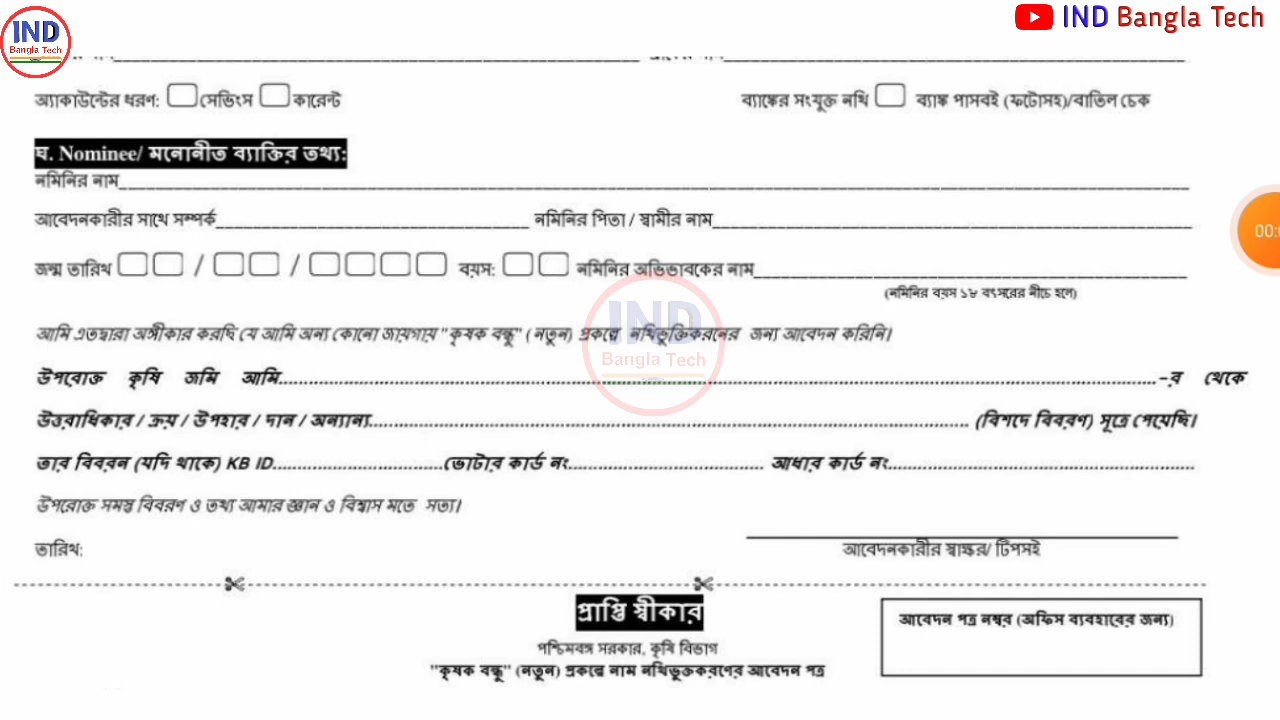 IND
Bangla Tech
IND Bangla Tech
অ্যাকাউন্টের ধরণ: সেভিংস কারেন্ট ব্যাঙ্কের সংযুক্ত নথি ব্যাঙ্ক পাসবই (ফটোসহ)/বাতিল চেক
ঘ. Nominee/ মনোনীত ব্যাক্তির তথ্য:
নমিনির নাম
আবেদনকারীর সাথে সম্পর্ক নমিনির পিতা / স্বামীর নাম
জন্ম তারিখ / / বয়স: নমিনির অভিভাবকের নাম
(নমিনির বয়স ১৮ বৎসরের নীচে হলে)
আমি এতদ্বারা অঙ্গীকার করছি যে আমি অন্য কোনো জায়গায় "কৃষক বন্ধু" (নতুন) প্রকল্পে নথিভুক্তিকরনের জন্য আবেদন করিনি।
IND
Bangla Tech
উপরোক্ত কৃষি জমি আমি....................-র থেকে
উত্তরাধিকার / ক্রয় / উপহার / দান / অন্যান্য.................... (বিশদে বিবরণ) সূত্রে পেয়েছি।
তার বিবরন (যদি থাকে) KB ID....................ভোটার কার্ড নং.................... আধার কার্ড নং....................
উপরোক্ত সমস্ত বিবরণ ও তথ্য আমার জ্ঞান ও বিশ্বাস মতে সত্য।
তারিখ: আবেদনকারীর স্বাক্ষর/ টিপসই
প্রাপ্তি স্বীকার
আবেদন পত্র নম্বর (অফিস ব্যবহারের জন্য)
পশ্চিমবঙ্গ সরকার, কৃষি বিভাগ
"কৃষক বন্ধু" (নতুন) প্রকল্পে নাম নথিভুক্তকরণের আবেদন পত্র